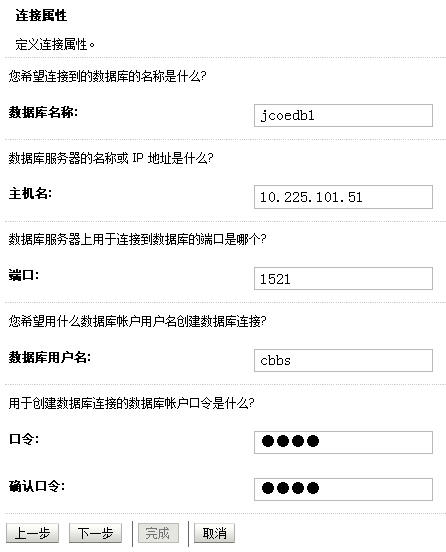 连接属性
定义连接属性。
您希望连接到的数据库的名称是什么?
数据库名称: jcoedb1
数据库服务器的名称或 IP 地址是什么?
主机名: 10.225.101.51
数据库服务器上用于连接到数据库的端口是哪个?
端口: 1521
您希望用什么数据库帐户用户名创建数据库连接?
数据库用户名: cbbs
用于创建数据库连接的数据库帐户口令是什么?
口令: ●●●●
确认口令: ●●●●
上一步 下一步 完成 取消